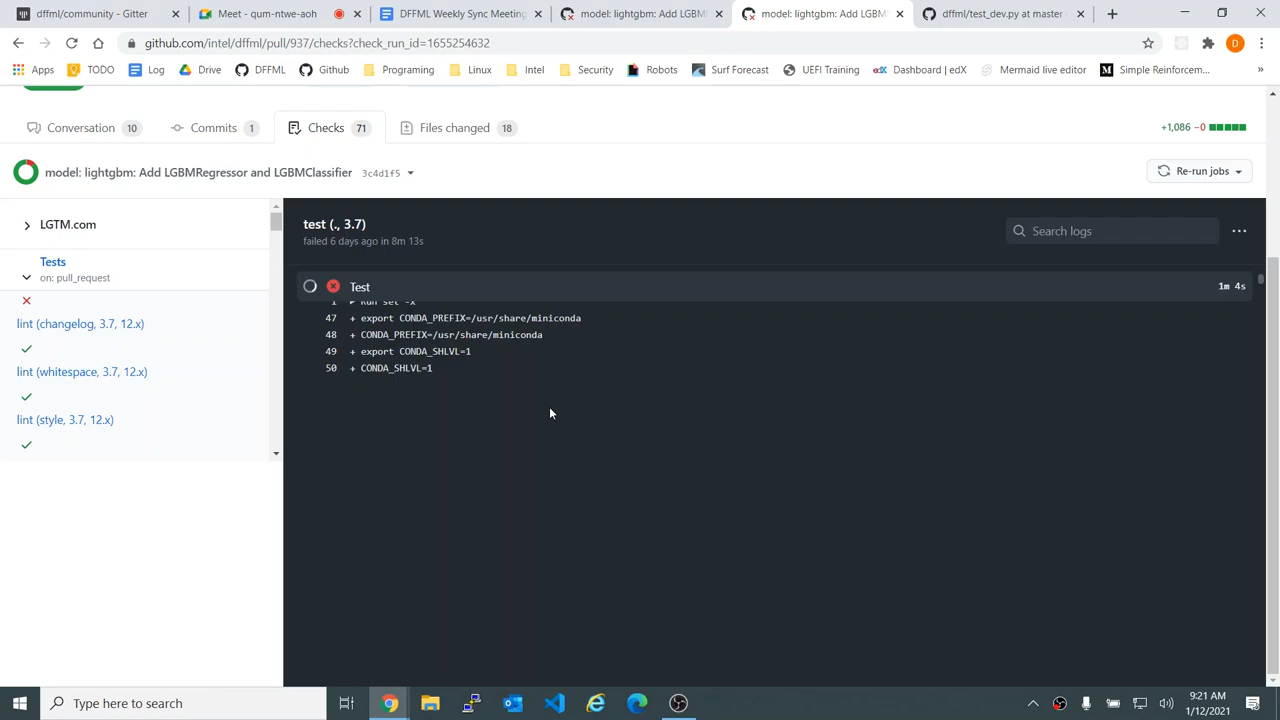 dffml/community - Gitter
Meet - qum-ntwe-aoh
DFFML Weekly Sync Meeting
model: lightgbm: Add LGBM
model: lightgbm: Add LGBM
dffml/test_dev.py at master
github.com/intel/dffml/pull/937/checks?check_run_id=1655254632
D
Apps
TODO
Log
Drive
DFFML
Github
Programing
Linux
Intel
Security
Robots
Surf Forecast
UEFI Training
Dashboard | edX
Mermaid live editor
Simple Reinforcem...
»
Conversation 10
Commits 1
Checks 71
Files changed 18
+1,086 −0
model: lightgbm: Add LGBMRegressor and LGBMClassifier 3c4d1f5
Re-run jobs
LGTM.com
Tests
on: pull_request
lint (changelog, 3.7, 12.x)
lint (whitespace, 3.7, 12.x)
lint (style, 3.7, 12.x)
test (., 3.7)
failed 6 days ago in 8m 13s
Search logs
Test
1m 4s
1 Run set -x
47 + export CONDA_PREFIX=/usr/share/miniconda
48 + CONDA_PREFIX=/usr/share/miniconda
49 + export CONDA_SHLVL=1
50 + CONDA_SHLVL=1
Type here to search
9:21 AM
1/12/2021